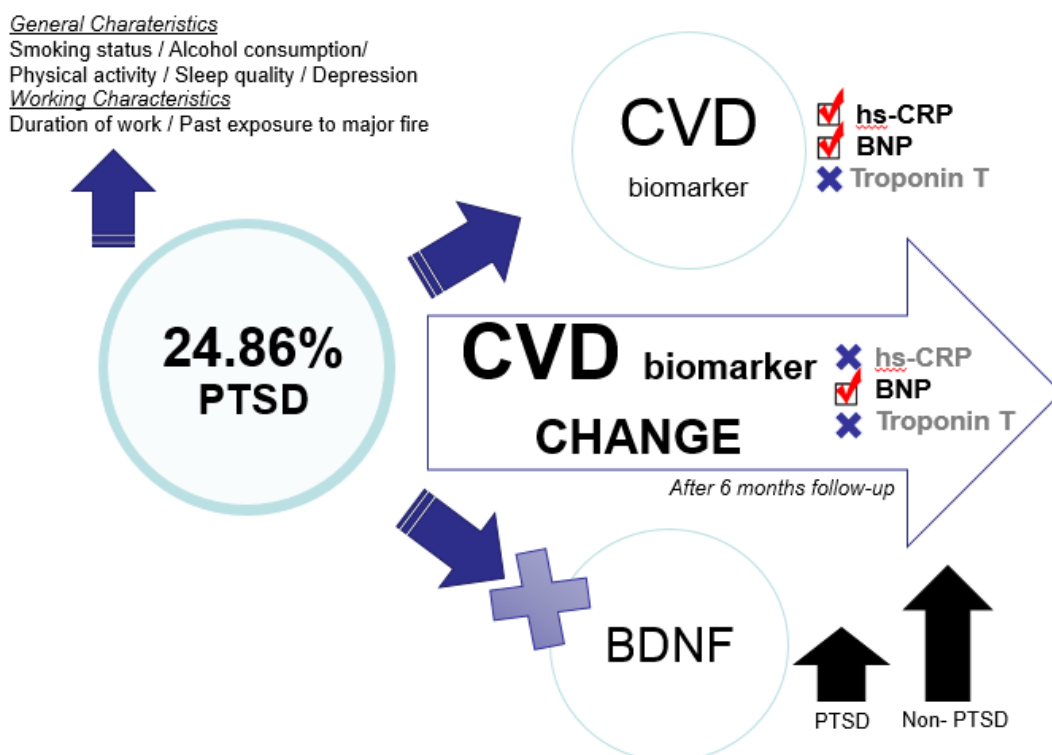 General Charateristics
Smoking status / Alcohol consumption/
Physical activity / Sleep quality / Depression
Working Characteristics
Duration of work / Past exposure to major fire
CVD
biomarker
hs-CRP
BNP
Troponin T
24.86%
PTSD
CVD biomarker
CHANGE
hs-CRP
BNP
Troponin T
After 6 months follow-up
BDNF
PTSD
Non- PTSD